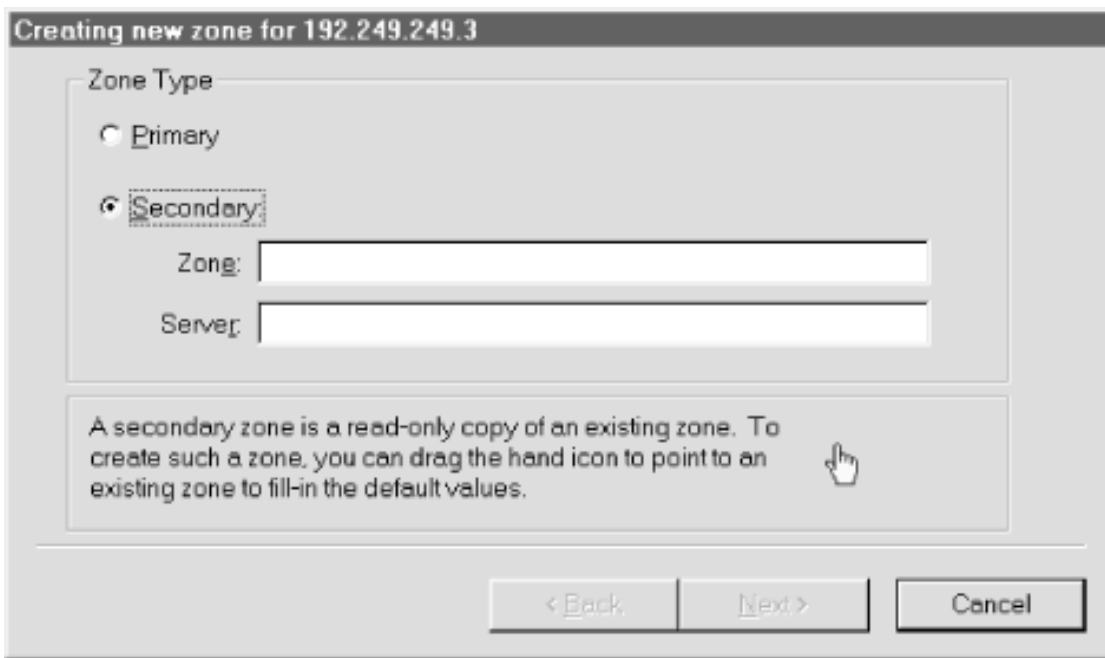 Creating new zone for 192.249.249.3
Zone Type
Primary
Secondary:
Zone:
Server:
A secondary zone is a read-only copy of an existing zone. To
create such a zone, you can drag the hand icon to point to an
existing zone to fill-in the default values.
< Back
Next >
Cancel